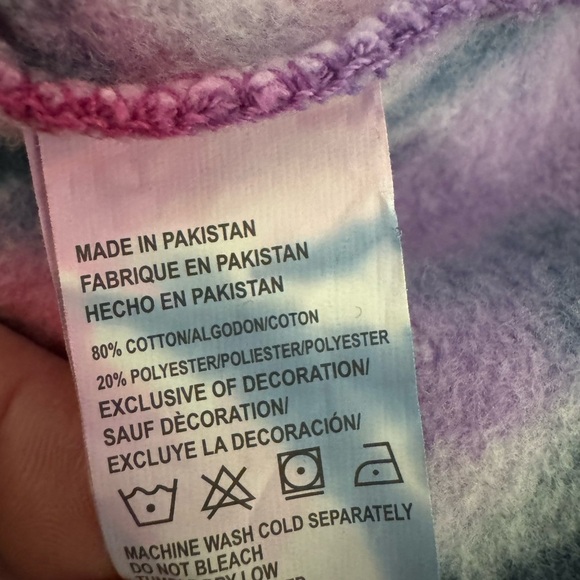 MADE IN PAKISTAN
FABRIQUE EN PAKISTAN
HECHO EN PAKISTAN
80% COTTON/ALGODON/COTON
20% POLYESTER/POLIESTER/POLYESTER
EXCLUSIVE OF DECORATION/
SAUF DÈCORATION/
EXCLUYE LA DECORACIÓN/
MACHINE WASH COLD SEPARATELY
DO NOT BLEACH
LOW